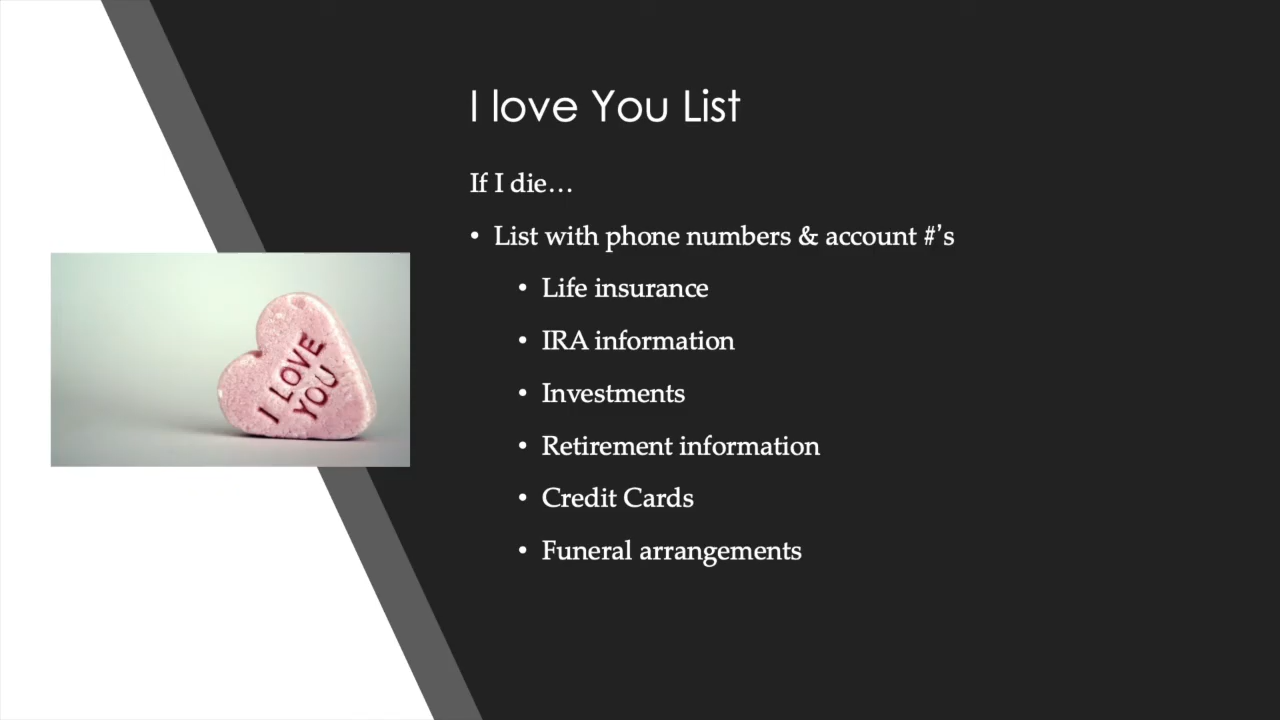 I love You List
If I die…
• List with phone numbers & account #'s
• Life insurance
• IRA information
• Investments
• Retirement information
• Credit Cards
• Funeral arrangements
I LOVE
YOU